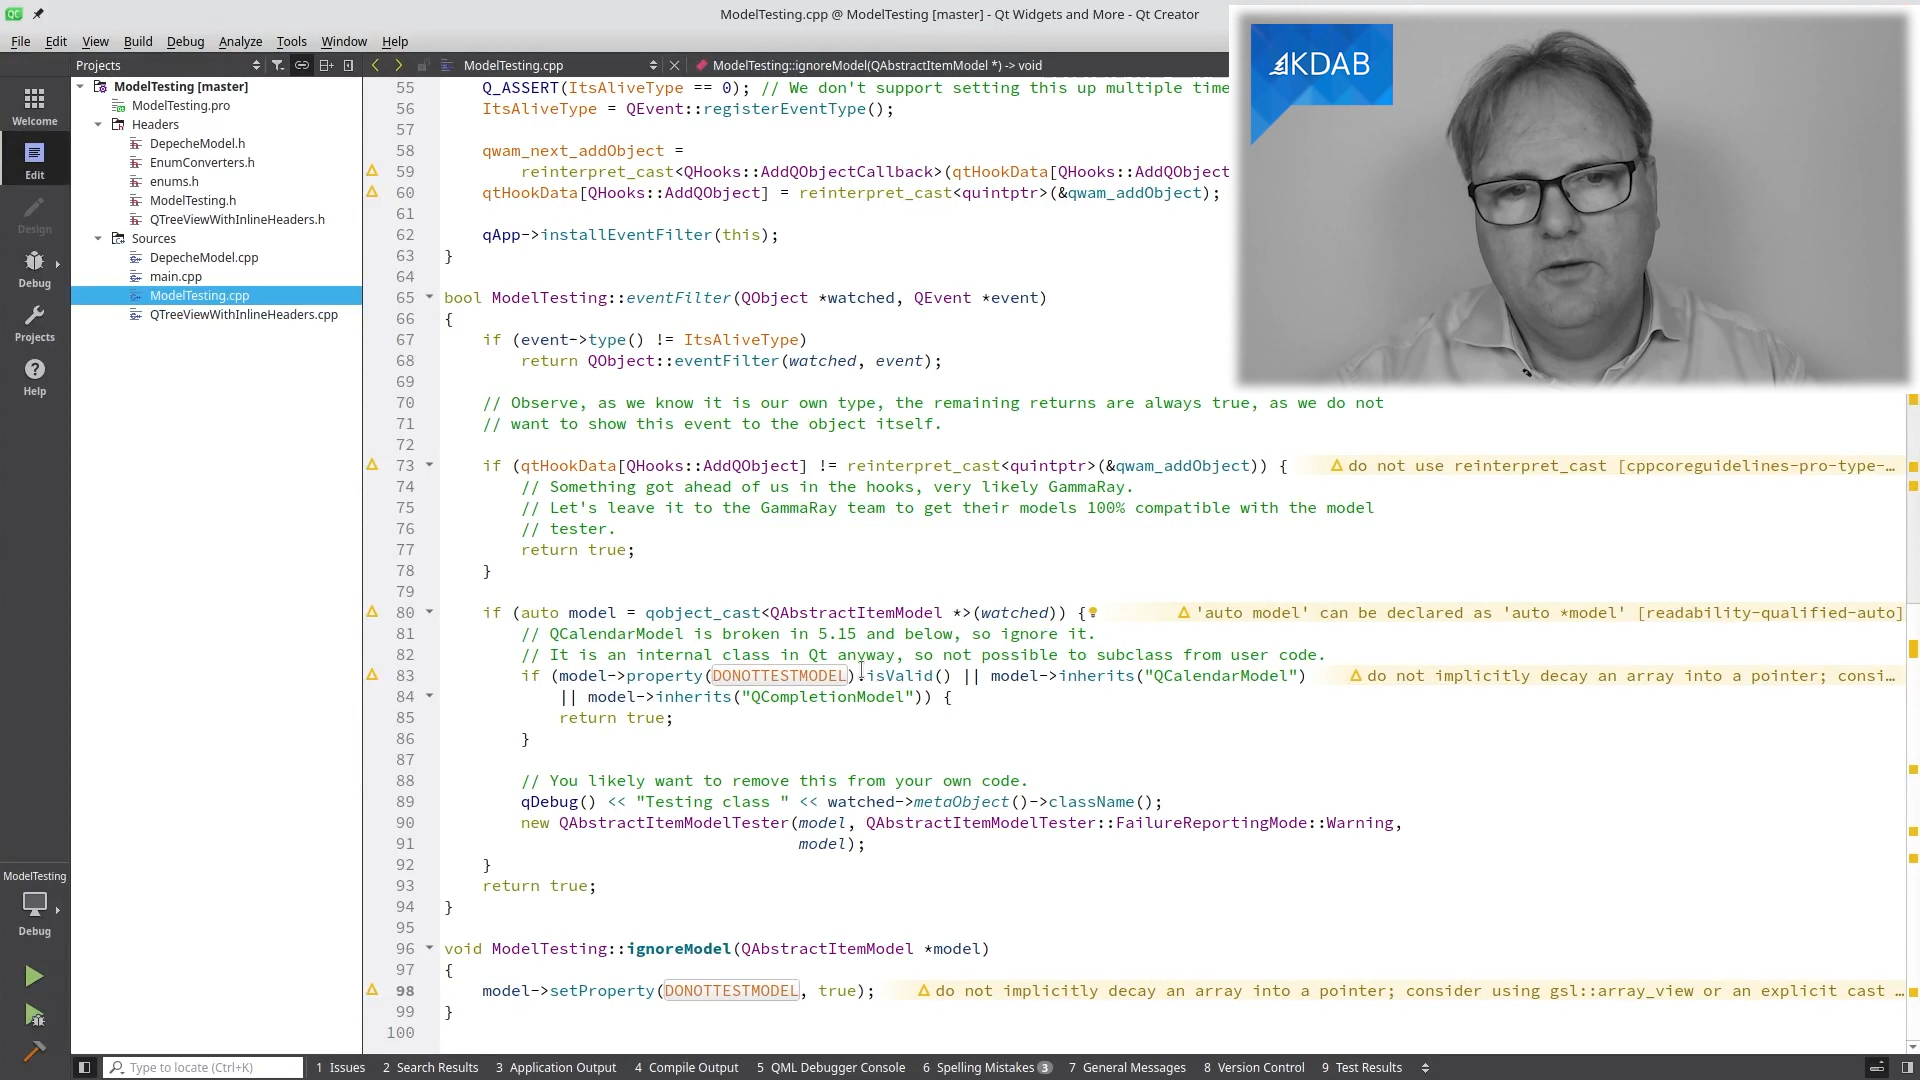 ModelTesting.cpp @ ModelTesting [master] - Qt Widgets and More - Qt Creator
File Edit View Build Debug Analyze Tools Window Help
Projects
ModelTesting.cpp
ModelTesting::ignoreModel(QAbstractItemModel *) -> void
KDAB
Welcome
Edit
Design
Debug
Projects
Help
ModelTesting
Debug
ModelTesting [master]
ModelTesting.pro
Headers
DepecheModel.h
EnumConverters.h
enums.h
ModelTesting.h
QTreeViewWithInlineHeaders.h
Sources
DepecheModel.cpp
main.cpp
ModelTesting.cpp
QTreeViewWithInlineHeaders.cpp
55 Q_ASSERT(ItsAliveType == 0); // We don't support setting this up multiple time
56 ItsAliveType = QEvent::registerEventType();
57
58 qwam_next_addObject =
59 reinterpret_cast<QHooks::AddQObjectCallback>(qtHookData[QHooks::AddQObject
60 qtHookData[QHooks::AddQObject] = reinterpret_cast<quintptr>(&qwam_addObject);
61
62 qApp->installEventFilter(this);
63 }
64
65 bool ModelTesting::eventFilter(QObject *watched, QEvent *event)
66 {
67 if (event->type() != ItsAliveType)
68 return QObject::eventFilter(watched, event);
69
70 // Observe, as we know it is our own type, the remaining returns are always true, as we do not
71 // want to show this event to the object itself.
72
73 if (qtHookData[QHooks::AddQObject] != reinterpret_cast<quintptr>(&qwam_addObject)) { do not use reinterpret_cast [cppcoreguidelines-pro-type-…
74 // Something got ahead of us in the hooks, very likely GammaRay.
75 // Let's leave it to the GammaRay team to get their models 100% compatible with the model
76 // tester.
77 return true;
78 }
79
80 if (auto model = qobject_cast<QAbstractItemModel *>(watched)) { 'auto model' can be declared as 'auto *model' [readability-qualified-auto]
81 // QCalendarModel is broken in 5.15 and below, so ignore it.
82 // It is an internal class in Qt anyway, so not possible to subclass from user code.
83 if (model->property(DONOTTESTMODEL).isValid() || model->inherits("QCalendarModel") do not implicitly decay an array into a pointer; consi…
84 || model->inherits("QCompletionModel")) {
85 return true;
86 }
87
88 // You likely want to remove this from your own code.
89 qDebug() << "Testing class " << watched->metaObject()->className();
90 new QAbstractItemModelTester(model, QAbstractItemModelTester::FailureReportingMode::Warning,
91 model);
92 }
93 return true;
94 }
95
96 void ModelTesting::ignoreModel(QAbstractItemModel *model)
97 {
98 model->setProperty(DONOTTESTMODEL, true); do not implicitly decay an array into a pointer; consider using gsl::array_view or an explicit cast …
99 }
100
Type to locate (Ctrl+K) 1 Issues 2 Search Results 3 Application Output 4 Compile Output 5 QML Debugger Console 6 Spelling Mistakes 3 7 General Messages 8 Version Control 9 Test Results